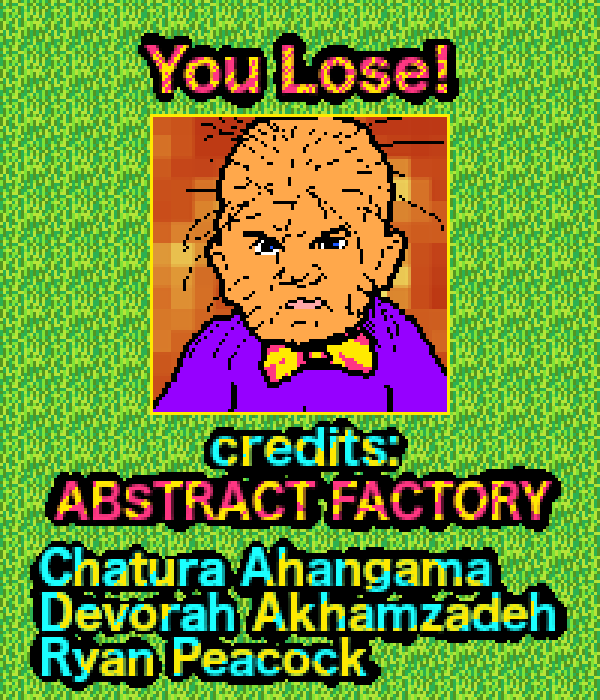 You Lose!
credits:
ABSTRACT FACTORY
Chatura Ahangama
Devorah Akhamzadeh
Ryan Peacock